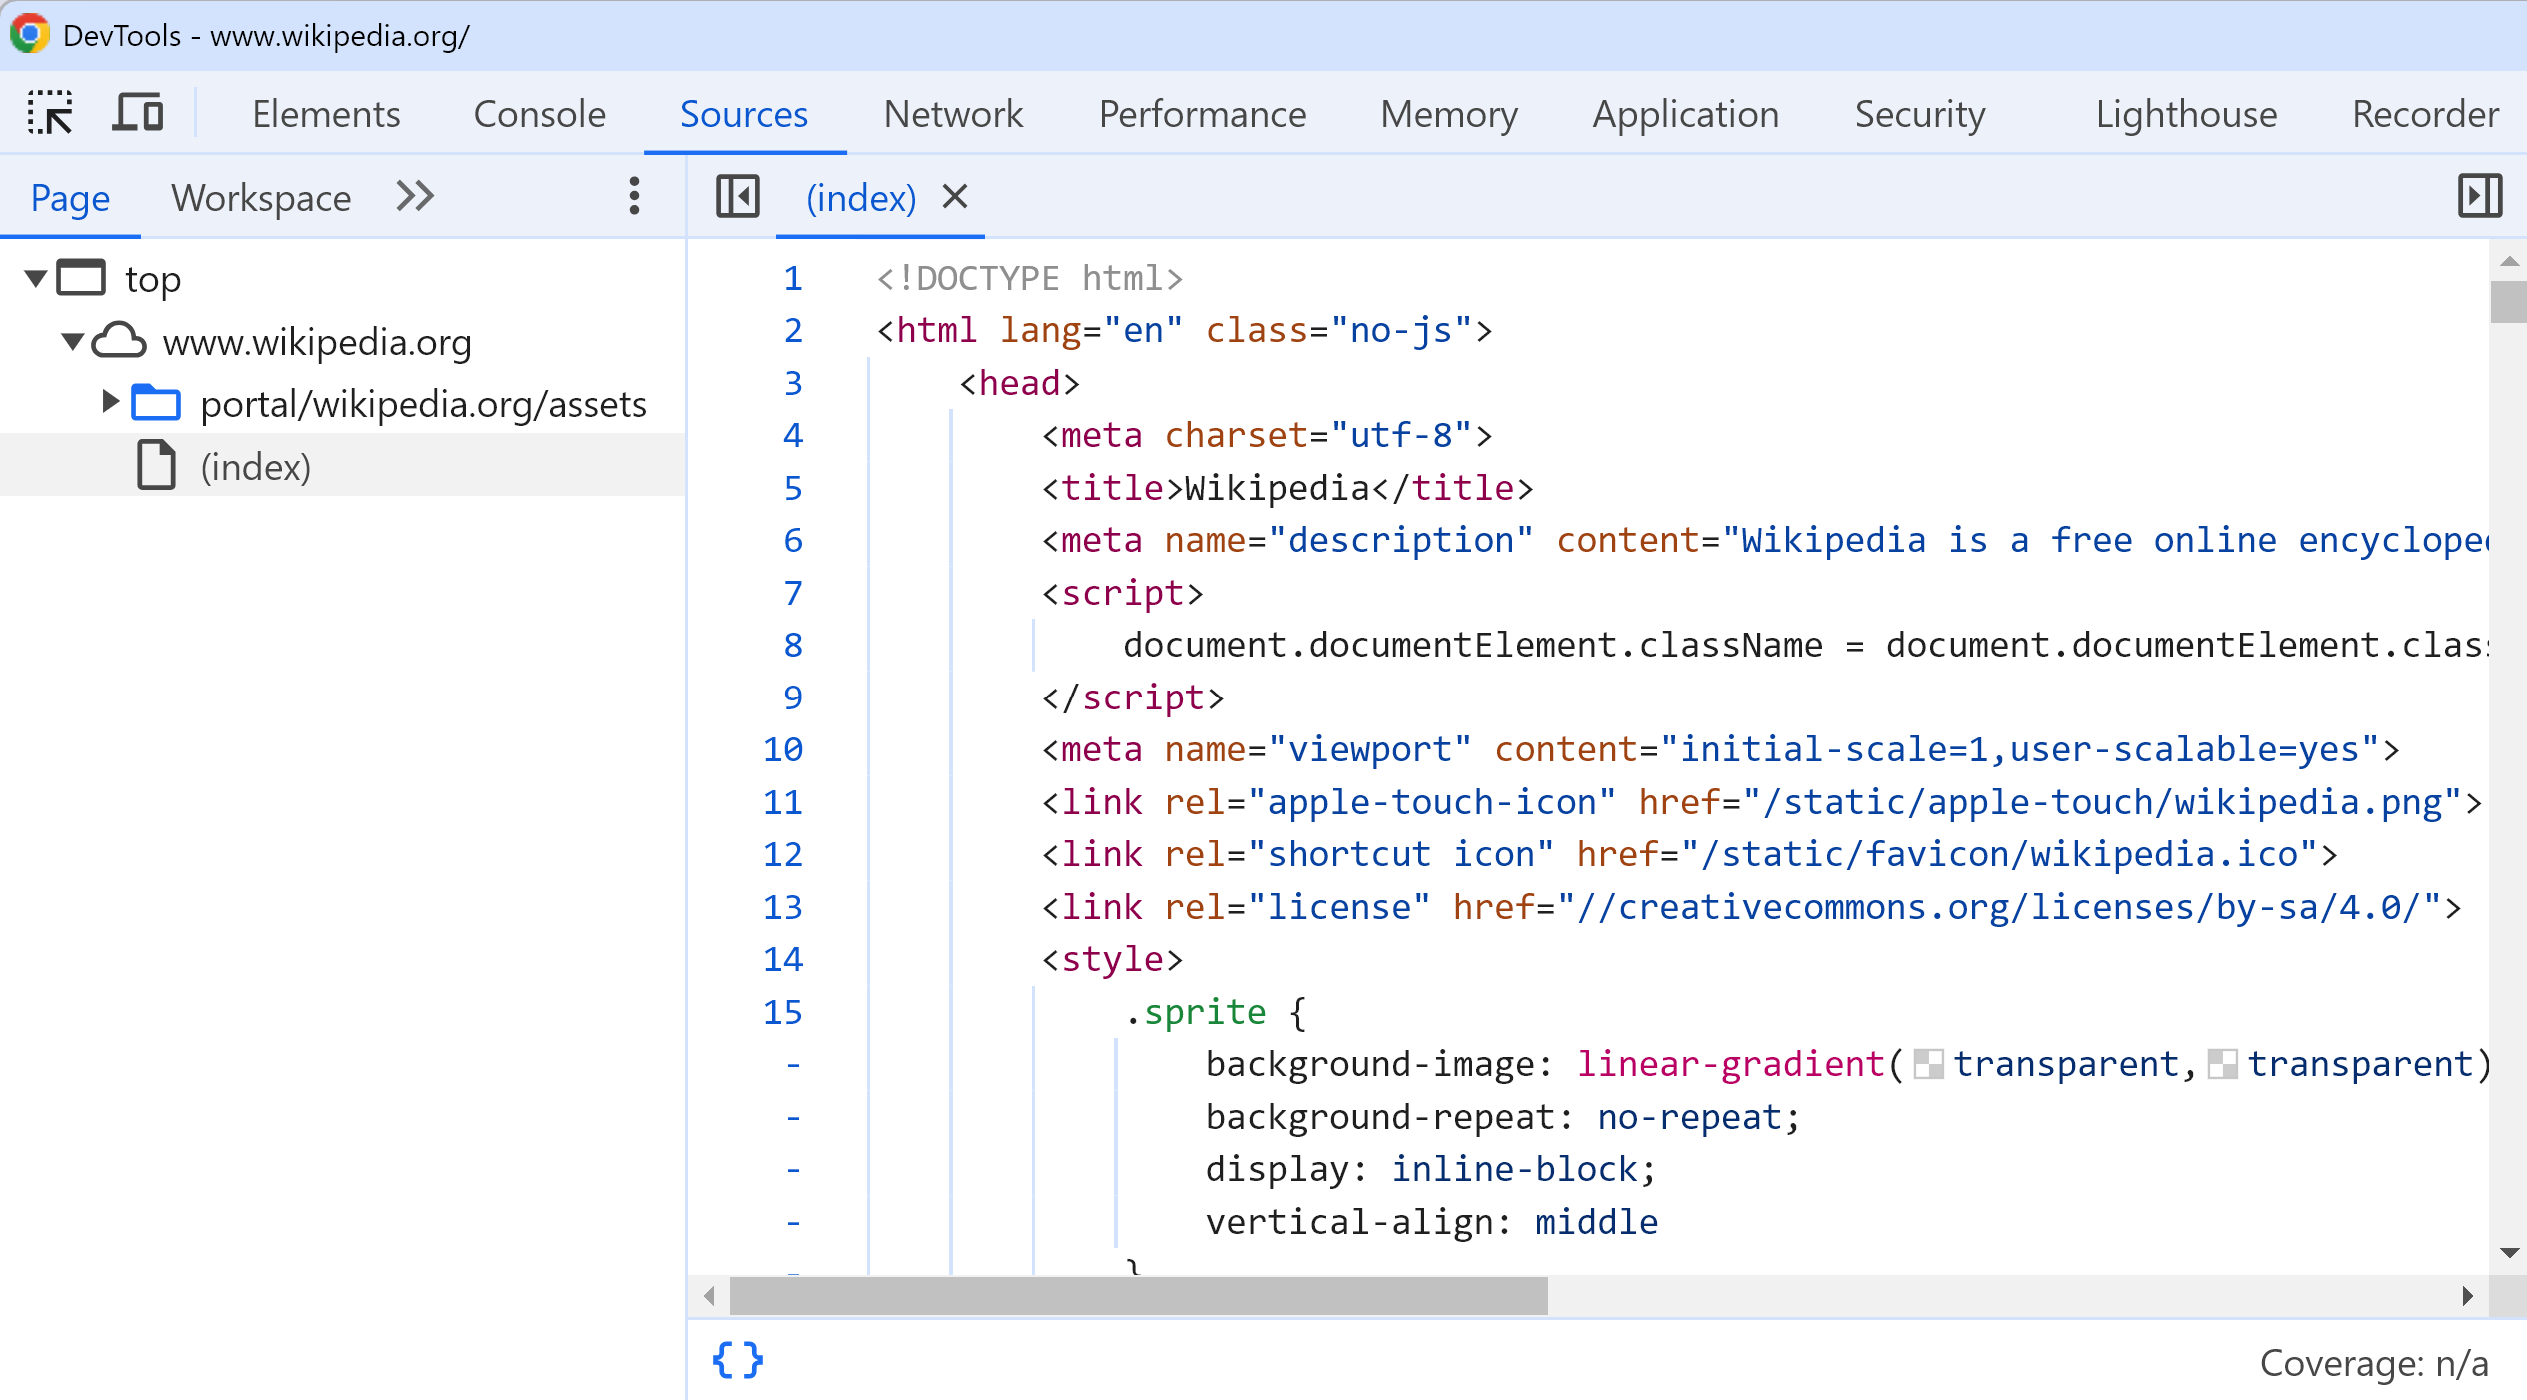 DevTools - www.wikipedia.org/
Elements Console Sources Network Performance Memory Application Security Lighthouse Recorder
Page Workspace
(index)
top
www.wikipedia.org
portal/wikipedia.org/assets
(index)
1 <!DOCTYPE html>
2 <html lang="en" class="no-js">
3 <head>
4 <meta charset="utf-8">
5 <title>Wikipedia</title>
6 <meta name="description" content="Wikipedia is a free online encyclope
7 <script>
8 document.documentElement.className = document.documentElement.clas
9 </script>
10 <meta name="viewport" content="initial-scale=1,user-scalable=yes">
11 <link rel="apple-touch-icon" href="/static/apple-touch/wikipedia.png">
12 <link rel="shortcut icon" href="/static/favicon/wikipedia.ico">
13 <link rel="license" href="//creativecommons.org/licenses/by-sa/4.0/">
14 <style>
15 .sprite {
- background-image: linear-gradient(transparent,transparent)
- background-repeat: no-repeat;
- display: inline-block;
- vertical-align: middle
- }
{} Coverage: n/a